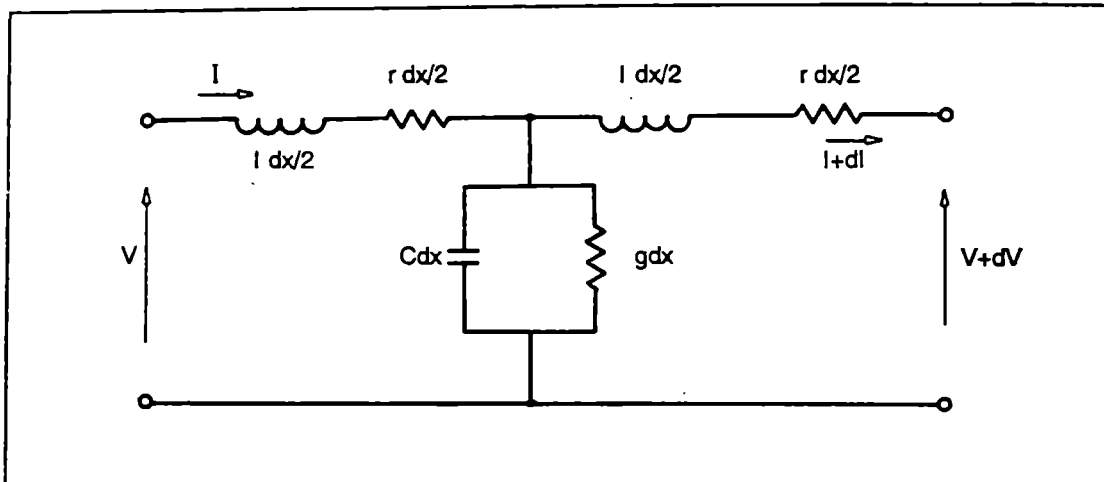 I
r dx/2
l dx/2
r dx/2
l dx/2
I+dI
V
Cdx
gdx
V+dV